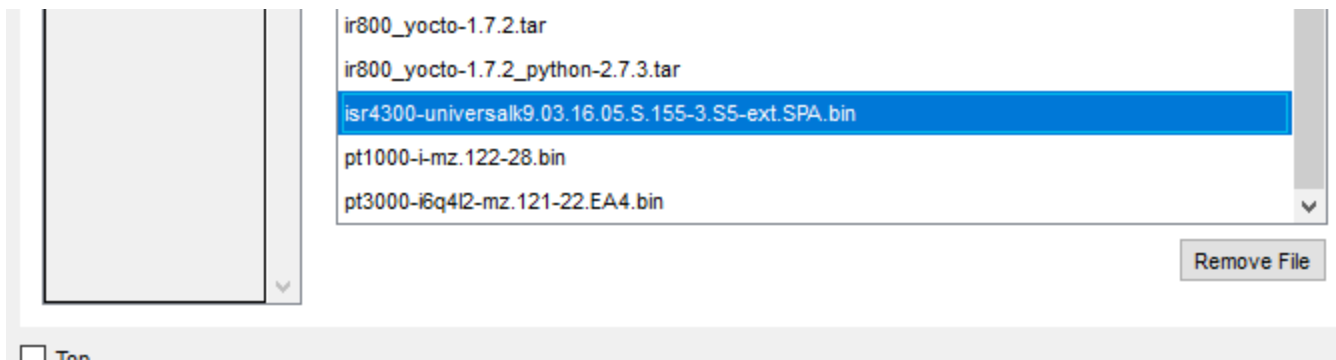 ir800_yocto-1.7.2.tar
ir800_yocto-1.7.2_python-2.7.3.tar
isr4300-universalk9.03.16.05.S.155-3.S5-ext.SPA.bin
pt1000-i-mz.122-28.bin
pt3000-i6q4l2-mz.121-22.EA4.bin
Remove File
Top